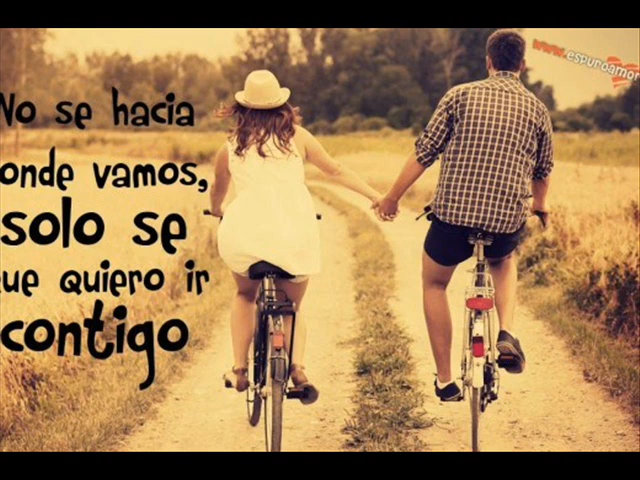 No se hacia
onde vamos,
solo se
ue quiero ir
contigo
www.espuroamor